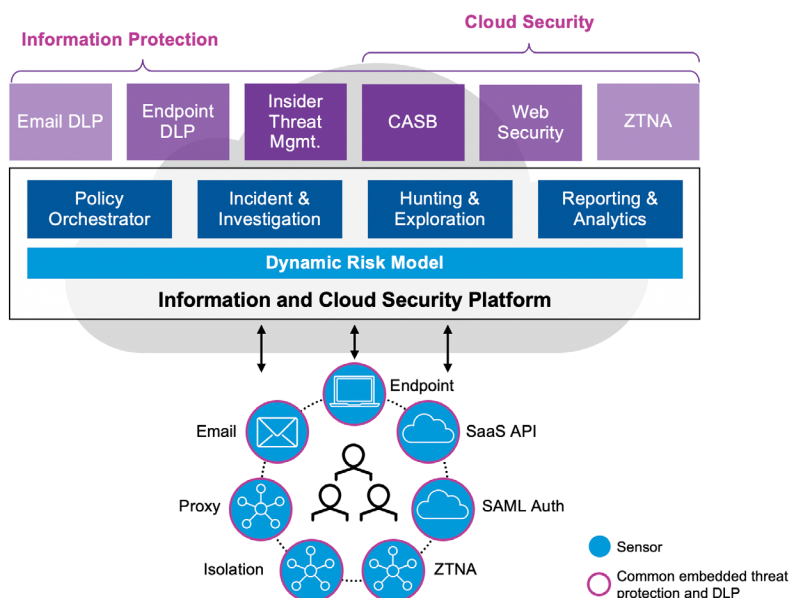 Cloud Security
Information Protection
Email DLP
Endpoint
DLP
Insider
Threat
Mgmt.
CASB
Web
Security
ZTNA
Policy
Orchestrator
Incident &
Investigation
Hunting &
Exploration
Reporting &
Analytics
Dynamic Risk Model
Information and Cloud Security Platform
Endpoint
Email
SaaS API
Proxy
SAML Auth
Isolation
ZTNA
Sensor
Common embedded threat
protection and DLP